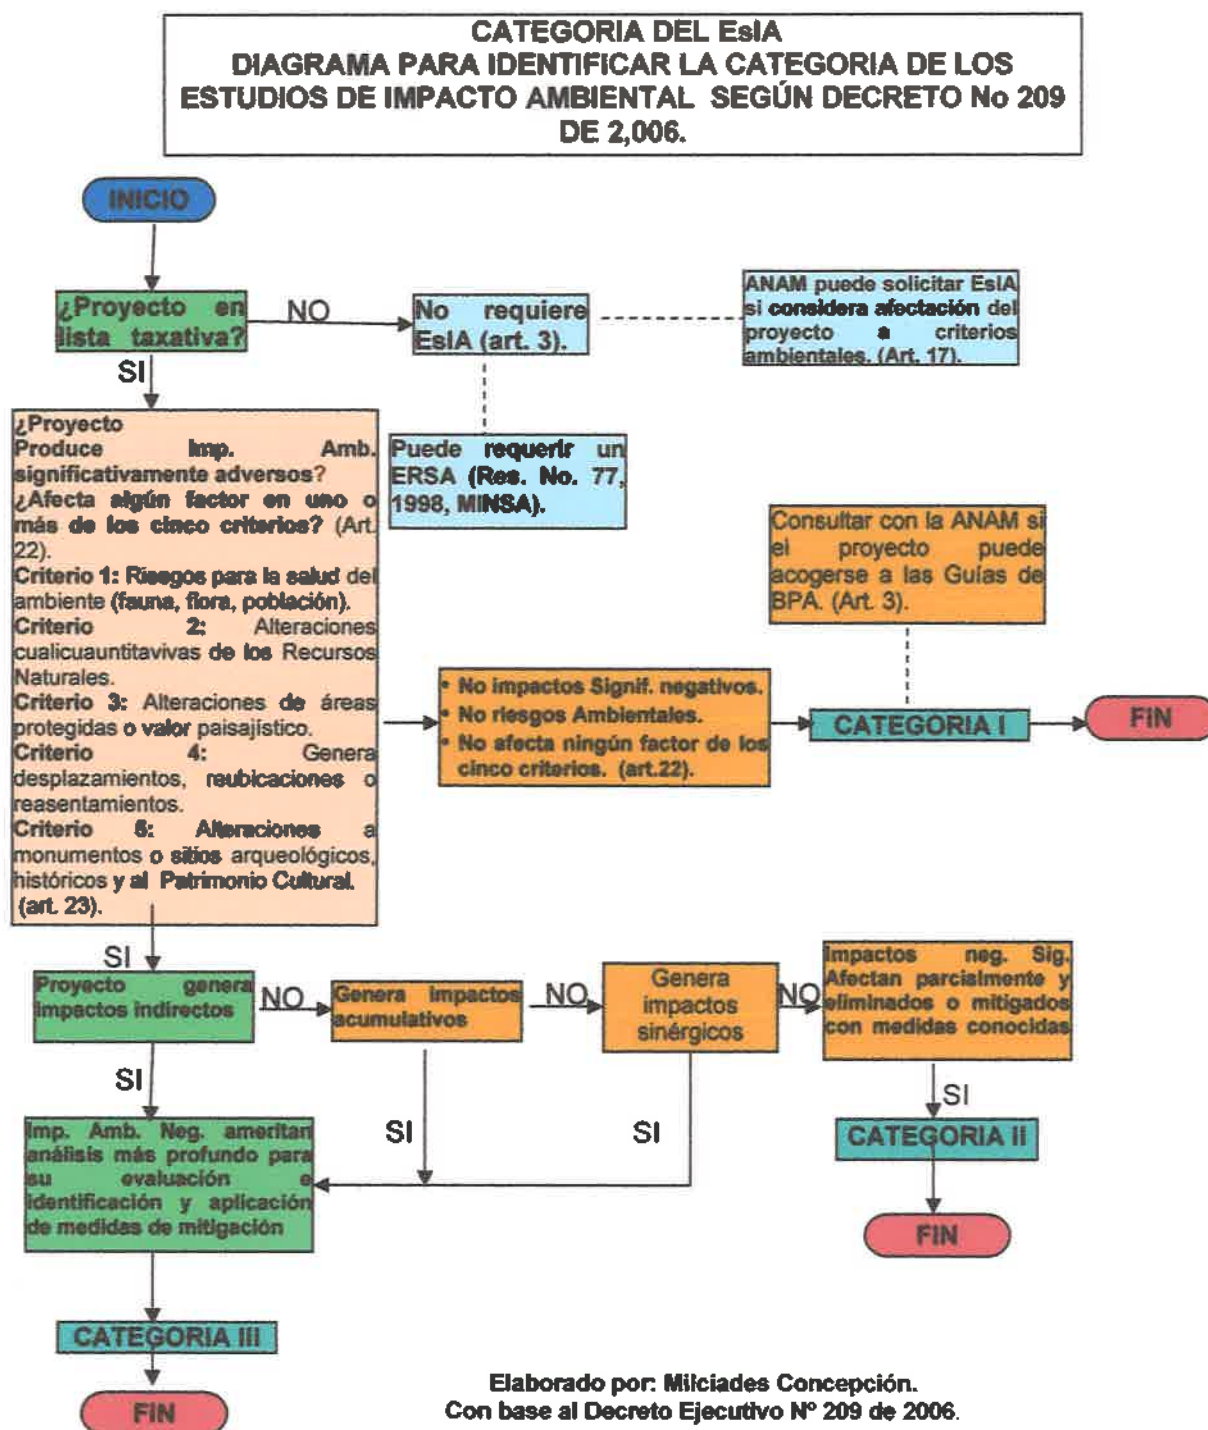 CATEGORIA DEL EsIA
DIAGRAMA PARA IDENTIFICAR LA CATEGORIA DE LOS
ESTUDIOS DE IMPACTO AMBIENTAL SEGÚN DECRETO No 209
DE 2,006.
INICIO
¿Proyecto en
lista taxativa?
NO
No requiere
EsIA (art. 3).
ANAM puede solicitar EsIA
si considera afectación del
proyecto a criterios
ambientales. (Art. 17).
SI
¿Proyecto
Produce Imp. Amb.
significativamente adversos?
¿Afecta algún factor en uno o
más de los cinco criterios? (Art.
22).
Criterio 1: Riesgos para la salud del
ambiente (fauna, flora, población).
Criterio 2: Alteraciones
cualicuauntitavivas de los Recursos
Naturales.
Criterio 3: Alteraciones de áreas
protegidas o valor paisajístico.
Criterio 4: Genera
desplazamientos, reubicaciones o
reasentamientos.
Criterio 5: Alteraciones a
monumentos o sitios arqueológicos,
históricos y al Patrimonio Cultural.
(art. 23).
Puede requerir un
ERSA (Res. No. 77,
1998, MINSA).
Consultar con la ANAM si
el proyecto puede
acogerse a las Guías de
BPA. (Art. 3).
• No impactos Signif. negativos.
• No riesgos Ambientales.
• No afecta ningún factor de los
cinco criterios. (art.22).
CATEGORIA I
FIN
SI
Proyecto genera
impactos indirectos
NO
Genera impactos
acumulativos
NO
Genera
impactos
sinérgicos
NO
Impactos neg. Sig.
Afectan parcialmente y
eliminados o mitigados
con medidas conocidas
SI
SI
SI
SI
CATEGORIA II
FIN
Imp. Amb. Neg. ameritan
análisis más profundo para
su evaluación e
identificación y aplicación
de medidas de mitigación
CATEGORIA III
FIN
Elaborado por: Milciades Concepción.
Con base al Decreto Ejecutivo Nº 209 de 2006.